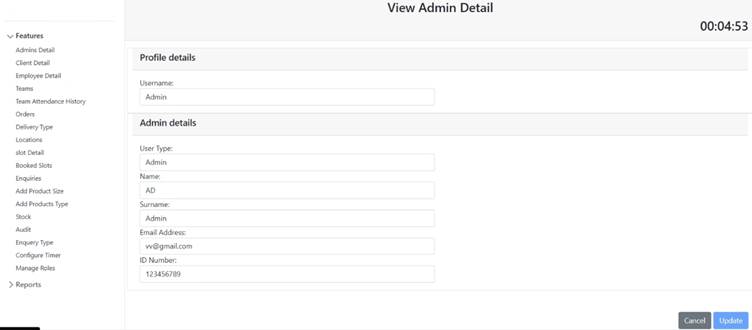 View Admin Detail
00:04:53
Features
Admins Detail
Client Detail
Employee Detail
Teams
Team Attendance History
Orders
Delivery Type
Locations
slot Detail
Booked Slots
Enquiries
Add Product Size
Add Products Type
Stock
Audit
Enquery Type
Configure Timer
Manage Roles
Reports
Profile details
Username:
Admin
Admin details
User Type:
Admin
Name:
AD
Surname:
Admin
Email Address:
vv@gmail.com
ID Number:
123456789
Cancel Update